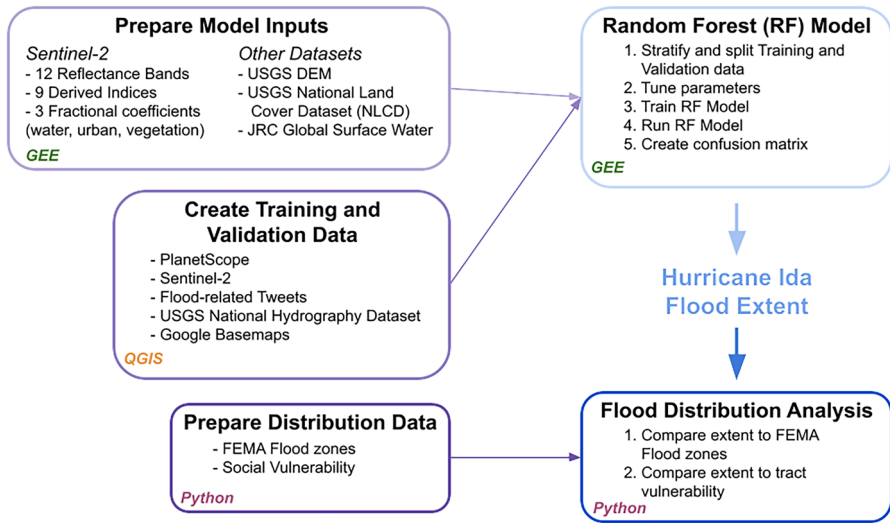 Prepare Model Inputs
Sentinel-2
- 12 Reflectance Bands
- 9 Derived Indices
- 3 Fractional coefficients
(water, urban, vegetation)
Other Datasets
- USGS DEM
- USGS National Land
Cover Dataset (NLCD)
- JRC Global Surface Water
GEE
Random Forest (RF) Model
1. Stratify and split Training and
Validation data
2. Tune parameters
3. Train RF Model
4. Run RF Model
5. Create confusion matrix
GEE
Create Training and
Validation Data
- PlanetScope
- Sentinel-2
- Flood-related Tweets
- USGS National Hydrography Dataset
- Google Basemaps
QGIS
Hurricane Ida
Flood Extent
Prepare Distribution Data
- FEMA Flood zones
- Social Vulnerability
Python
Flood Distribution Analysis
1. Compare extent to FEMA
Flood zones
2. Compare extent to tract
vulnerability
Python